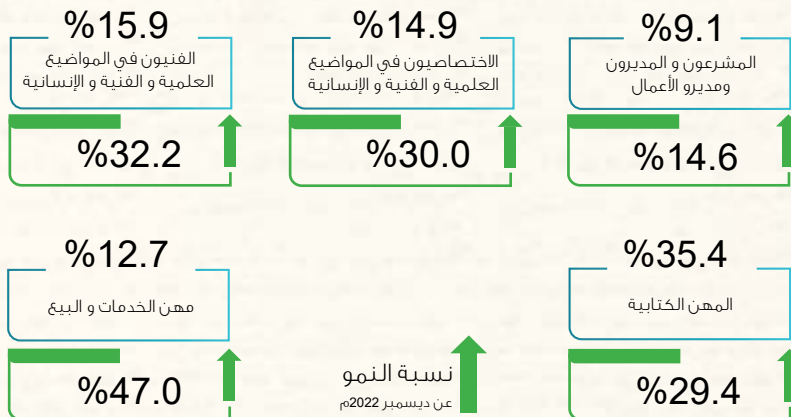 %9.1
المشرعون و المديرون
ومديرو الأعمال
%14.6
%14.9
الاختصاصيون في المواضيع
العلمية و الفنية و الإنسانية
%30.0
%15.9
الفنيون في المواضيع
العلمية و الفنية و الإنسانية
%32.2
%35.4
المهن الكتابية
%29.4
نسبة النمو
عن ديسمبر 2022م
%12.7
مهن الخدمات و البيع
%47.0